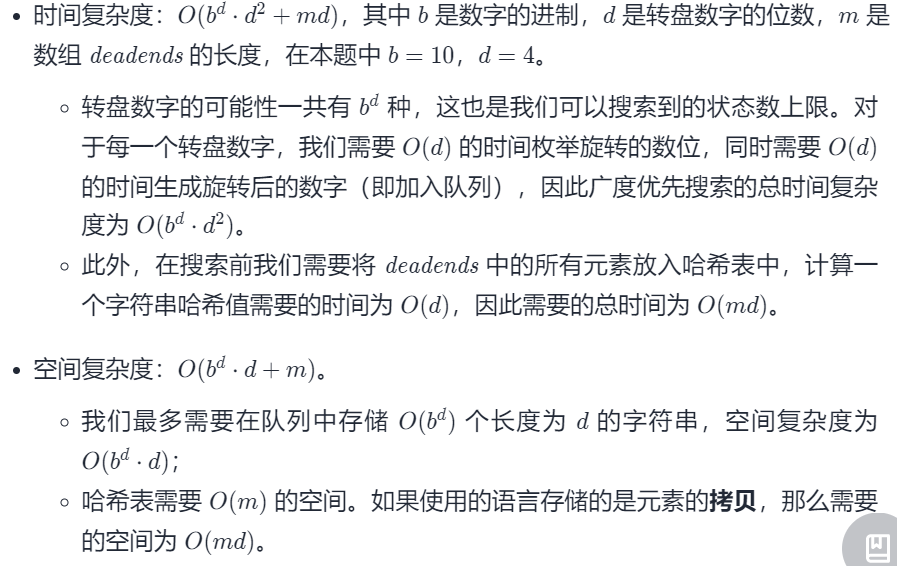 • 时间复杂度：O(b^d · d^2 + md)，其中 b 是数字的进制，d 是转盘数字的位数，m 是
数组 deadends 的长度，在本题中 b = 10，d = 4。
◦ 转盘数字的可能性一共有 b^d 种，这也是我们可以搜索到的状态数上限。对
于每一个转盘数字，我们需要 O(d) 的时间枚举旋转的数位，同时需要 O(d)
的时间生成旋转后的数字（即加入队列），因此广度优先搜索的总时间复杂
度为 O(b^d · d^2)。
◦ 此外，在搜索前我们需要将 deadends 中的所有元素放入哈希表中，计算一
个字符串哈希值需要的时间为 O(d)，因此需要的总时间为 O(md)。
• 空间复杂度：O(b^d · d + m)。
◦ 我们最多需要在队列中存储 O(b^d) 个长度为 d 的字符串，空间复杂度为
O(b^d · d)；
◦ 哈希表需要 O(m) 的空间。如果使用的语言存储的是元素的拷贝，那么需要
的空间为 O(md)。